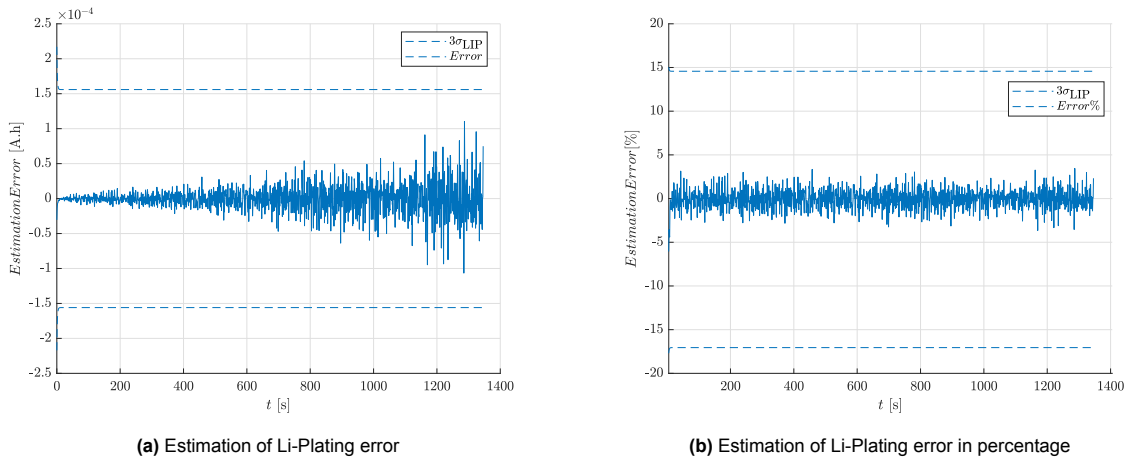 ×10⁻⁴
2.5
2
1.5
1
0.5
0
-0.5
-1
-1.5
-2
-2.5
EstimationError [A.h]
3σLIP
Error
0 200 400 600 800 1000 1200 1400
t [s]
(a) Estimation of Li-Plating error
20
15
10
5
0
-5
-10
-15
-20
EstimationError[%]
3σLIP
Error%
200 400 600 800 1000 1200 1400
t [s]
(b) Estimation of Li-Plating error in percentage